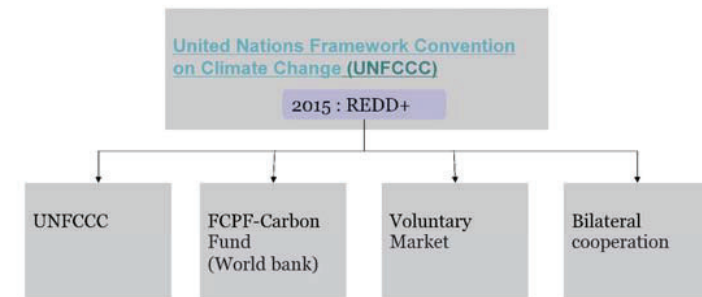 United Nations Framework Convention
on Climate Change (UNFCCC)
2015 : REDD+
UNFCCC
FCPF-Carbon
Fund
(World bank)
Voluntary
Market
Bilateral
cooperation